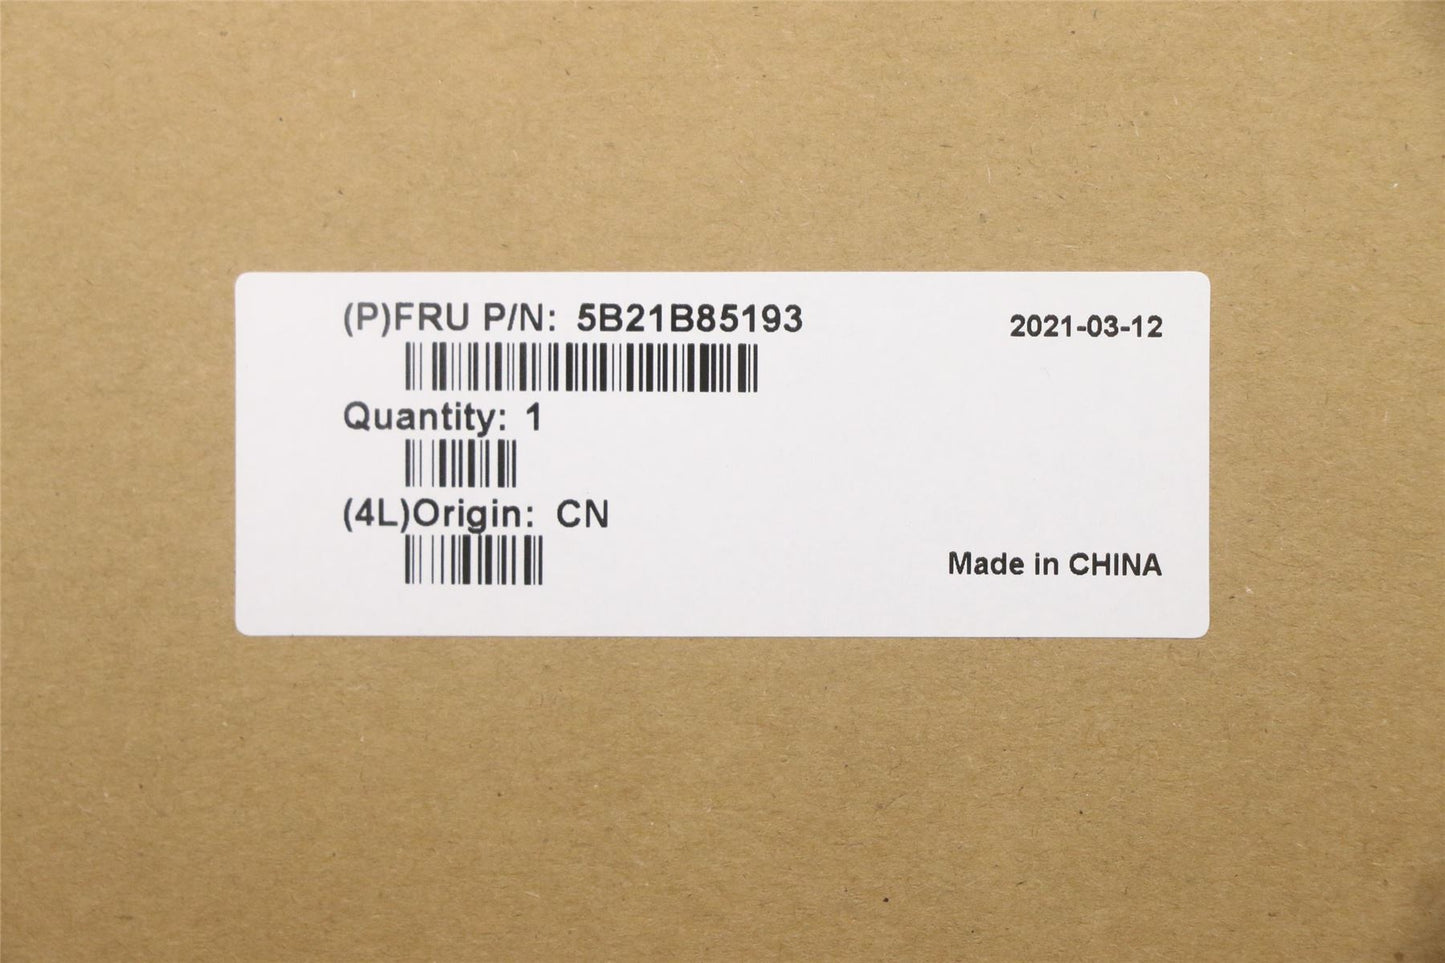 (P)FRU P/N: 5B21B85193
2021-03-12
Quantity: 1
(4L)Origin: CN
Made in CHINA